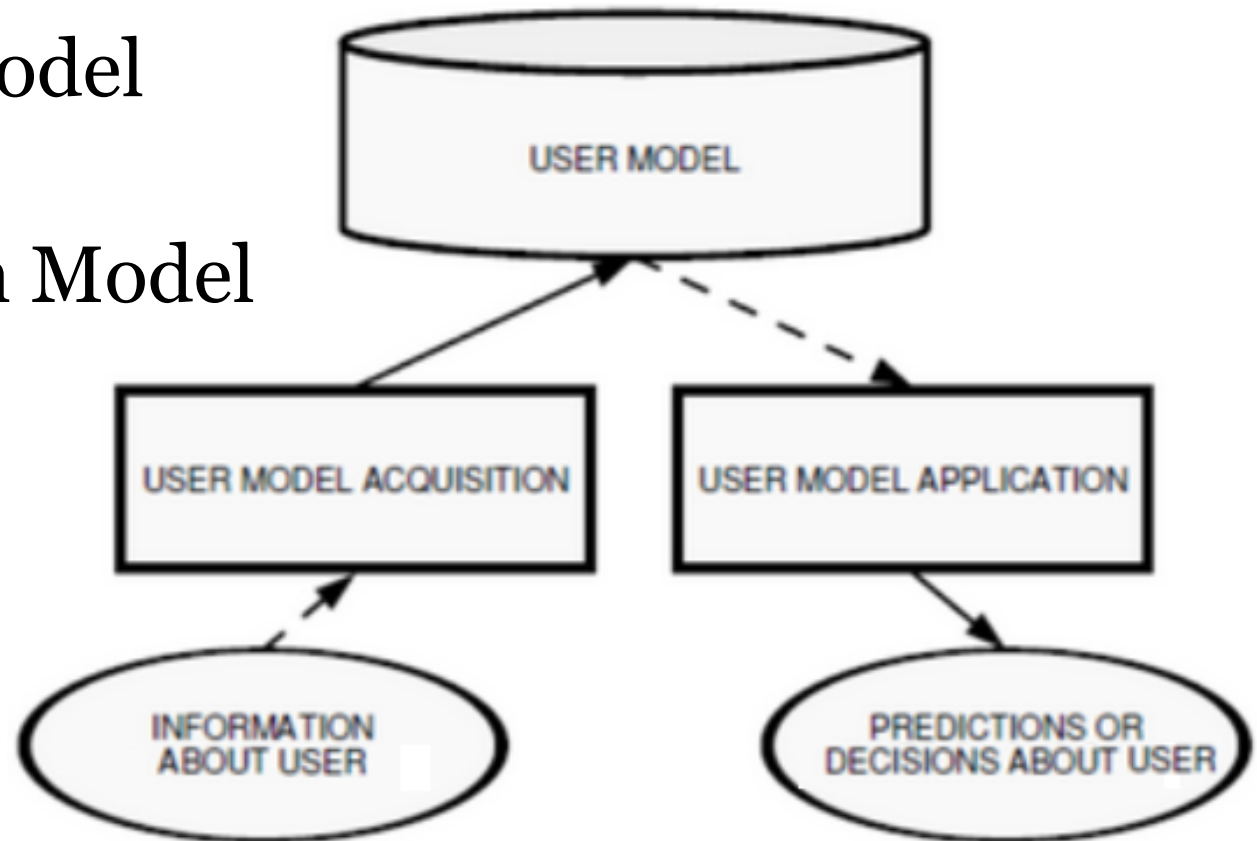 odel
USER MODEL
Model
USER MODEL ACQUISITION
USER MODEL APPLICATION
INFORMATION
ABOUT USER
PREDICTIONS OR
DECISIONS ABOUT USER